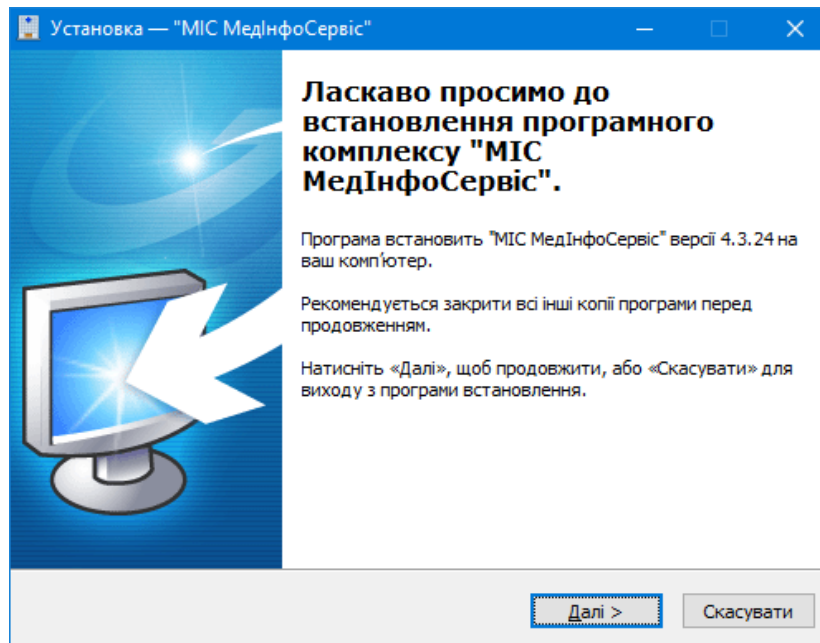 Установка — "МІС МедІнфоСервіс"
Ласкаво просимо до
встановлення програмного
комплексу "МІС
МедІнфоСервіс".
Програма встановить "МІС МедІнфоСервіс" версії 4.3.24 на
ваш комп'ютер.
Рекомендується закрити всі інші копії програми перед
продовженням.
Натисніть «Далі», щоб продовжити, або «Скасувати» для
виходу з програми встановлення.
Далі >
Скасувати